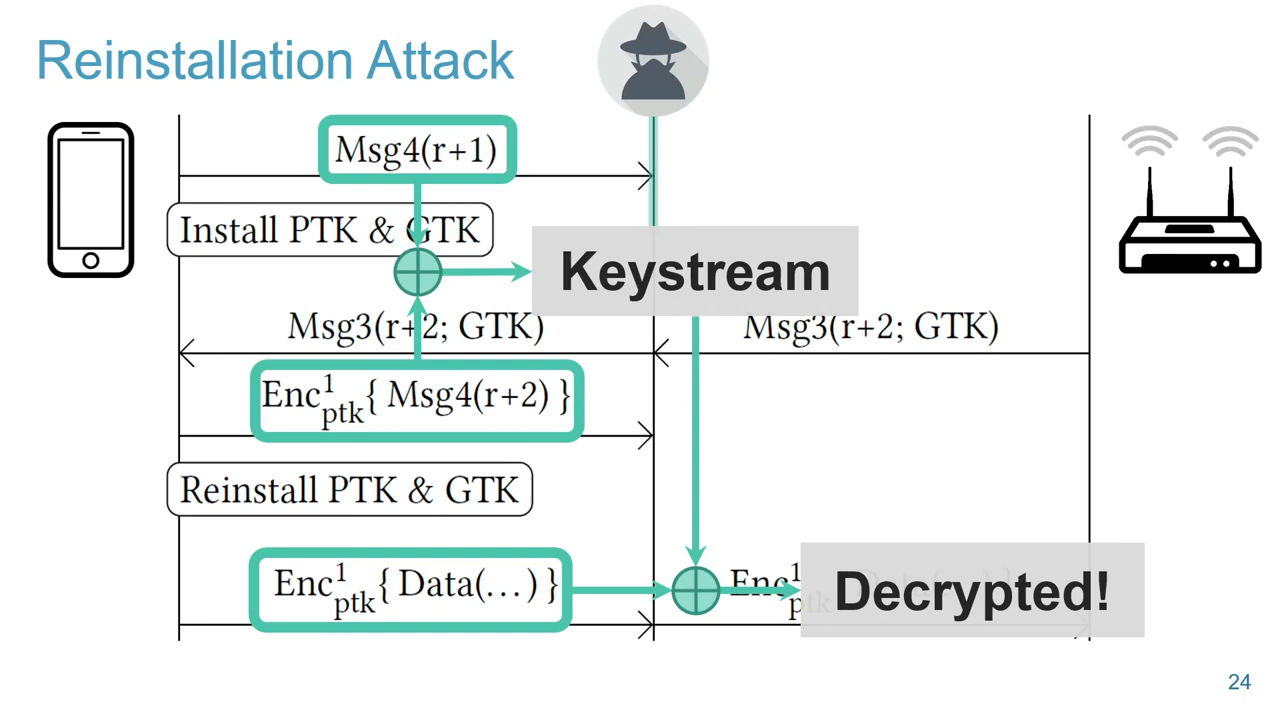 Reinstallation Attack
Msg4(r+1)
Install PTK & GTK
Keystream
Msg3(r+2; GTK)
Msg3(r+2; GTK)
Enc¹ptk{ Msg4(r+2) }
Reinstall PTK & GTK
Enc¹ptk{ Data(…) }
Enc¹ptk
Decrypted!
24